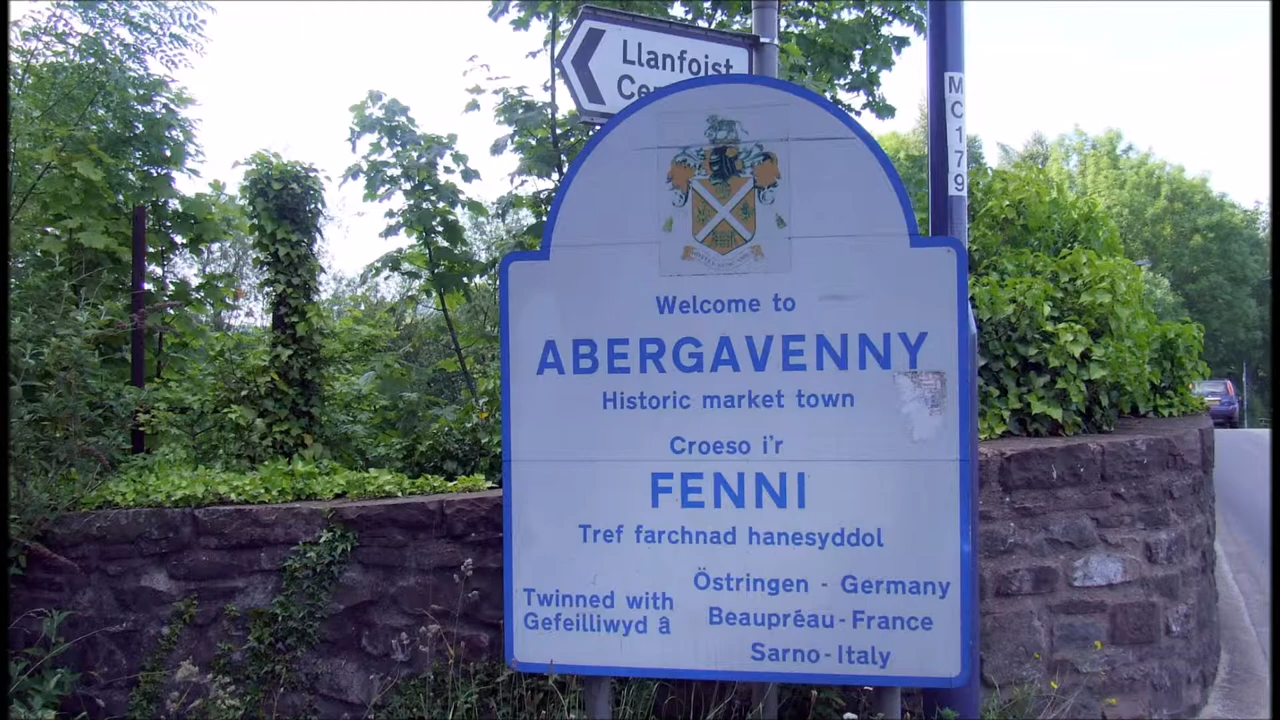 Llanfoist
MC179
Welcome to
ABERGAVENNY
Historic market town
Croeso i'r
FENNI
Tref farchnad hanesyddol
Twinned with
Gefeilliwyd â
Östringen - Germany
Beaupréau - France
Sarno - Italy